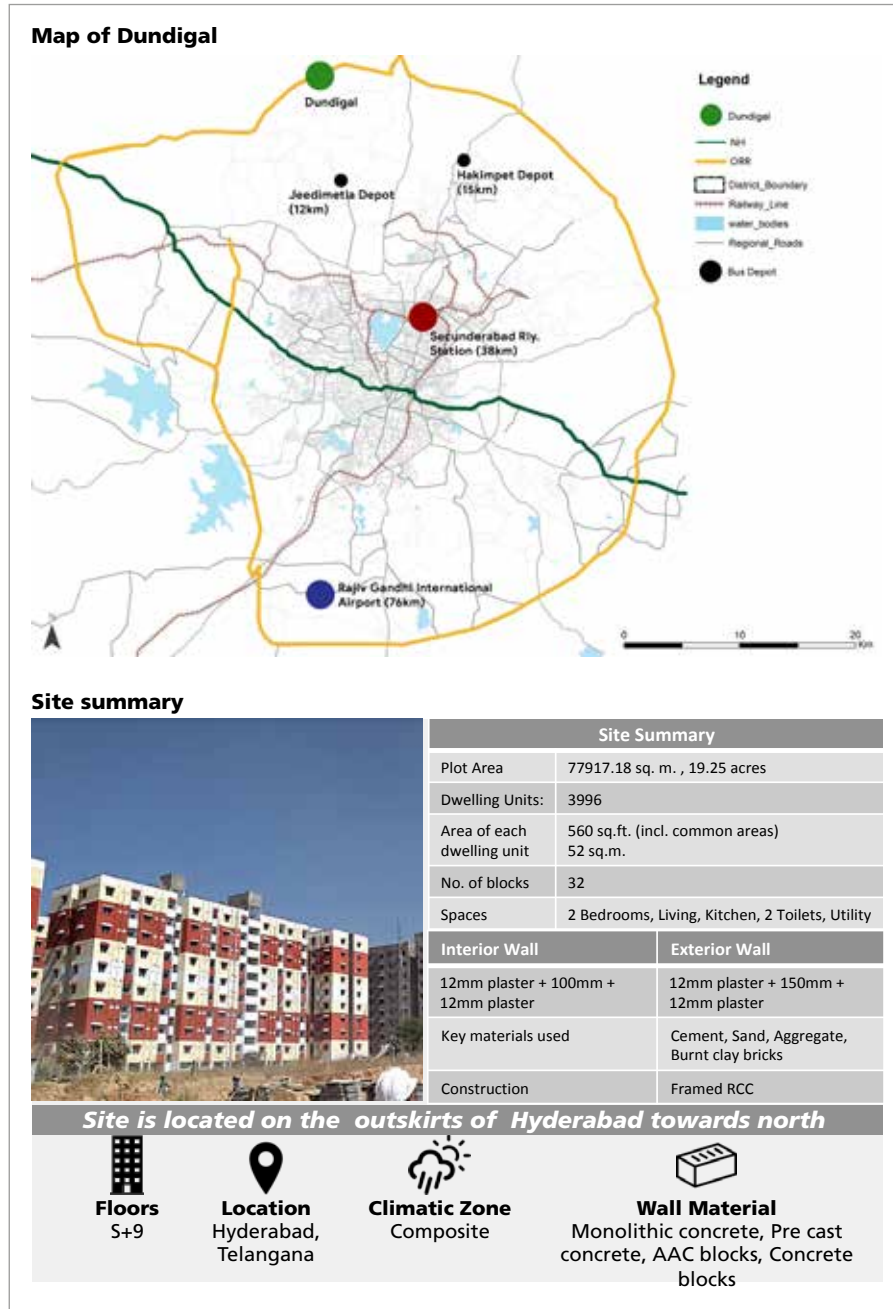 Map of Dundigal
Dundigal
Jeedimetla Depot
(12km)
Hakimpet Depot
(15km)
Secunderabad Rly.
Station (38km)
Rajiv Gandhi International
Airport (76km)
Legend
Dundigal
NH
ORR
District_Boundary
Railway_Line
water_bodies
Regional_Roads
Bus Depot
0 10 20
Km
Site summary
Site Summary
Plot Area 77917.18 sq. m. , 19.25 acres
Dwelling Units: 3996
Area of each 560 sq.ft. (incl. common areas)
dwelling unit 52 sq.m.
No. of blocks 32
Spaces 2 Bedrooms, Living, Kitchen, 2 Toilets, Utility
Interior Wall Exterior Wall
12mm plaster + 100mm + 12mm plaster + 150mm +
12mm plaster 12mm plaster
Key materials used Cement, Sand, Aggregate,
Burnt clay bricks
Construction Framed RCC
Site is located on the outskirts of Hyderabad towards north
Floors
S+9
Location
Hyderabad,
Telangana
Climatic Zone
Composite
Wall Material
Monolithic concrete, Pre cast
concrete, AAC blocks, Concrete
blocks